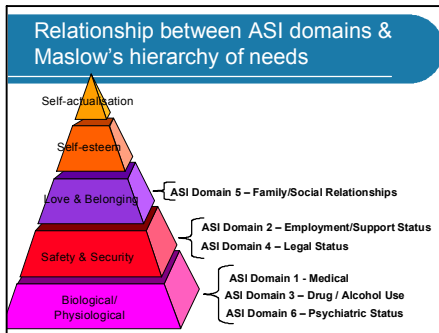 Relationship between ASI domains &
Maslow's hierarchy of needs
Self-actualisation
Self-esteem
Love & Belonging
ASI Domain 5 – Family/Social Relationships
ASI Domain 2 – Employment/Support Status
ASI Domain 4 – Legal Status
Safety & Security
ASI Domain 1 - Medical
ASI Domain 3 – Drug / Alcohol Use
ASI Domain 6 – Psychiatric Status
Biological/
Physiological